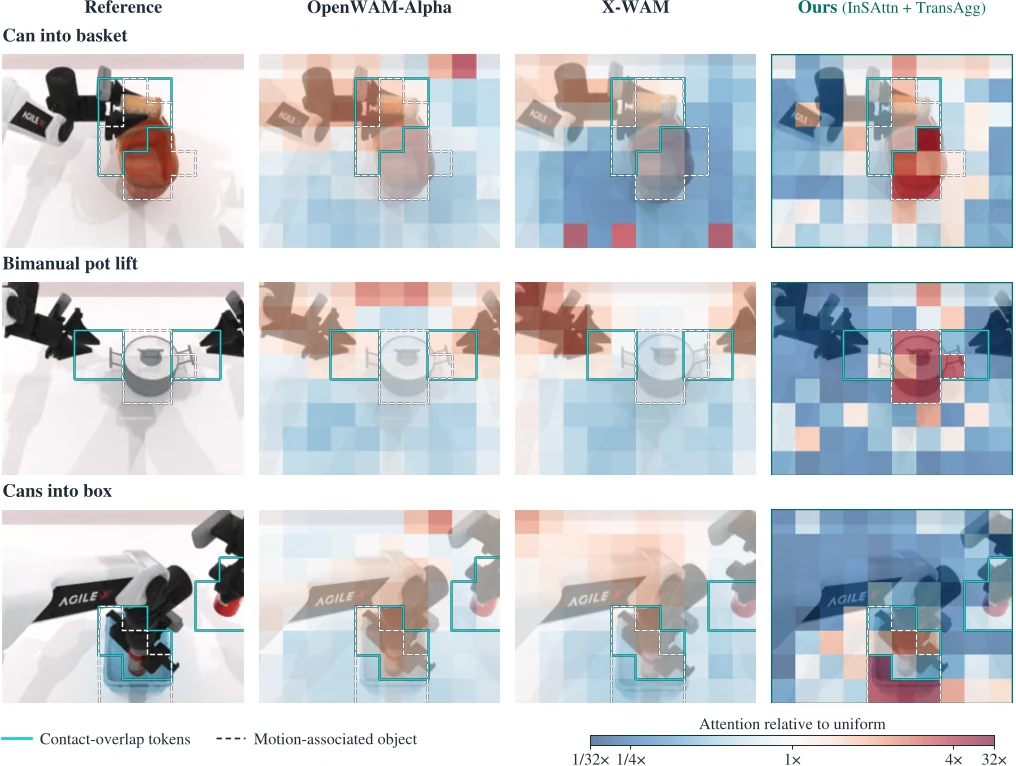 Reference OpenWAM-Alpha X-WAM Ours (InSAttn + TransAgg)
Can into basket
AGILE
Bimanual pot lift
Cans into box
AGILE X AGILE X AGILE X
Contact-overlap tokens Motion-associated object
Attention relative to uniform
1/32× 1/4× 1× 4× 32×